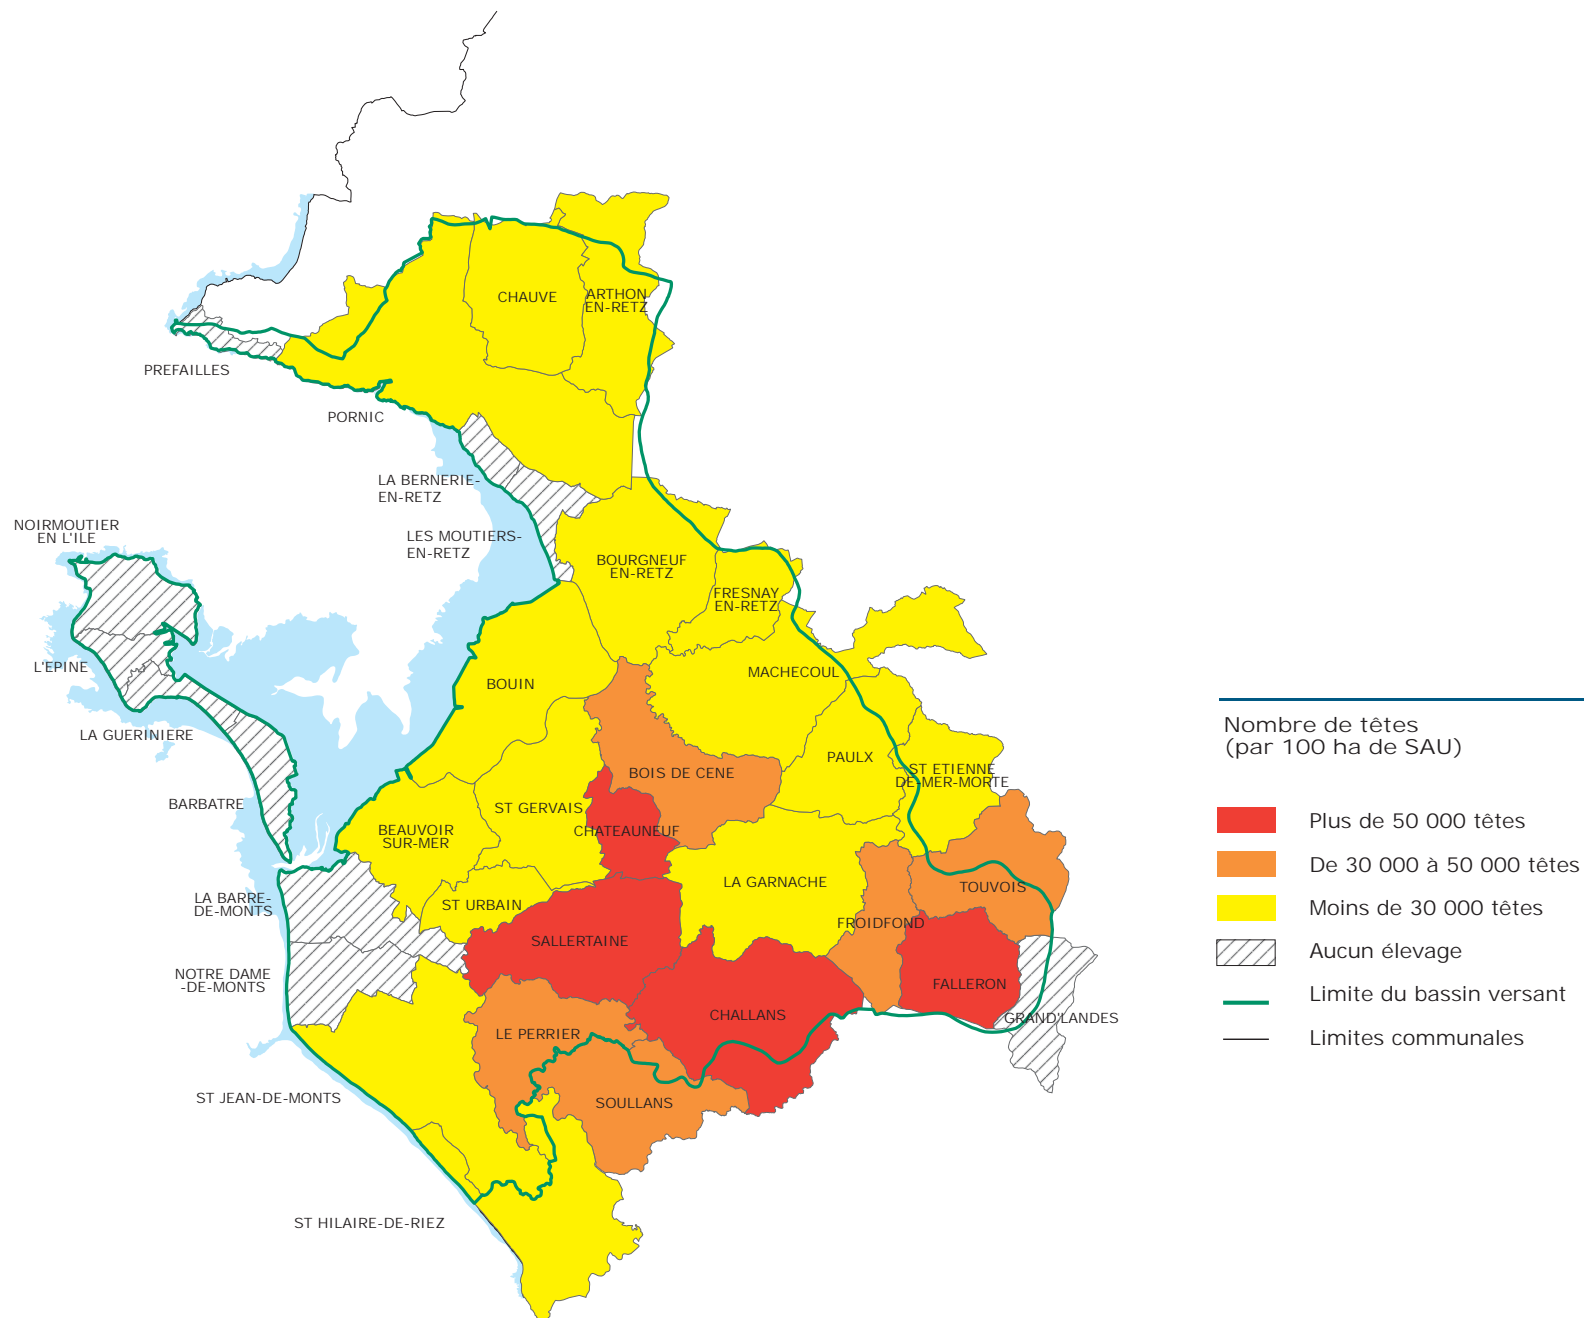 CHAUVE
ARTHON
EN-RETZ
PREFAILLES
PORNIC
LA BERNERIE-
EN-RETZ
NOIRMOUTIER
EN L'ILE
LES MOUTIERS-
EN-RETZ
BOURGNEUF
EN-RETZ
FRESNAY
EN-RETZ
L'EPINE
BOUIN
MACHECOUL
LA GUERINIERE
BOIS DE CENE
PAULX
ST ETIENNE
DE-MER-MORTE
BARBATRE
ST GERVAIS
BEAUVOIR
SUR-MER
CHATEAUNEUF
LA GARNACHE
TOUVOIS
LA BARRE-
DE-MONTS
ST URBAIN
FROIDFOND
SALLERTAINE
NOTRE DAME
-DE-MONTS
FALLERON
CHALLANS
GRAND'LANDES
LE PERRIER
ST JEAN-DE-MONTS
SOULLANS
ST HILAIRE-DE-RIEZ
Nombre de têtes
(par 100 ha de SAU)
Plus de 50 000 têtes
De 30 000 à 50 000 têtes
Moins de 30 000 têtes
Aucun élevage
Limite du bassin versant
Limites communales